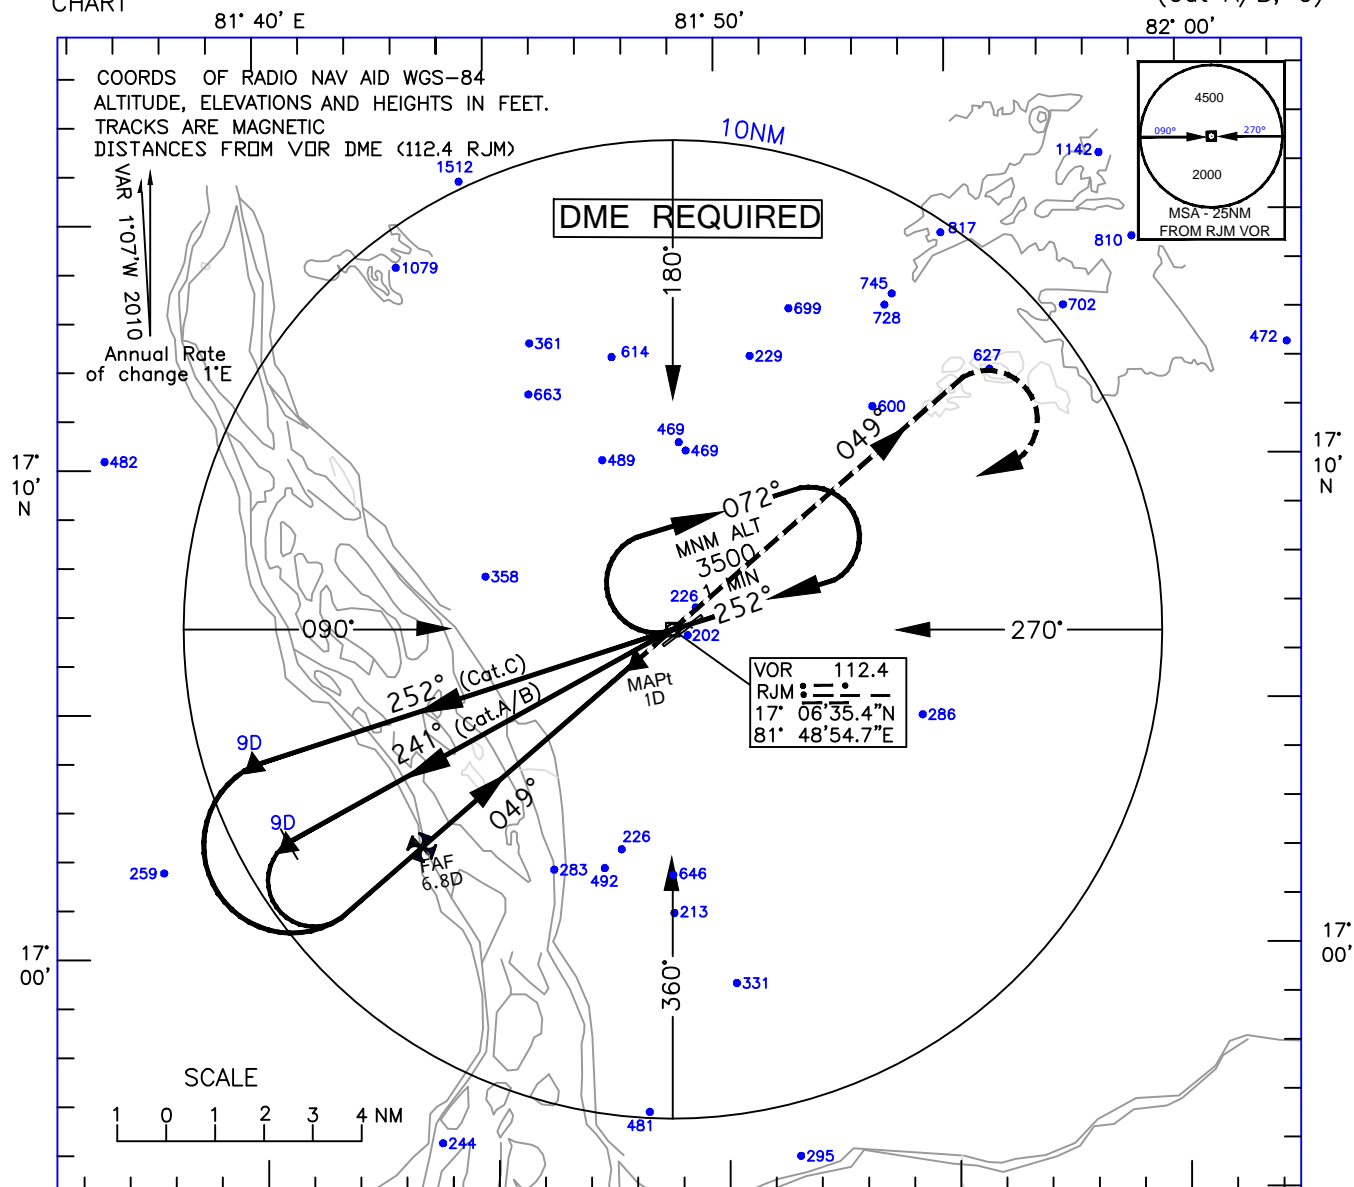 CHART
81° 40' E
81° 50'
82° 00'
COORDS OF RADIO NAV AID WGS-84
ALTITUDE, ELEVATIONS AND HEIGHTS IN FEET.
TRACKS ARE MAGNETIC
DISTANCES FROM VOR DME (112.4 RJM)
VAR 1°07'W 2010
Annual Rate
of change 1'E
10NM
DME REQUIRED
4500
090°
270°
2000
MSA - 25NM
FROM RJM VOR
1512
1142
817
810
1079
180°
745
728
699
702
472
361
614
229
627
663
600
049°
469
469
489
482
17°
10'
N
17°
10'
N
072°
MNM ALT
3500
1 MIN
252°
358
226
202
090°
270°
MAPt
1D
VOR 112.4
RJM
17° 06'35.4"N
81° 48'54.7"E
286
252° (Cat.C)
241° (Cat.A/B)
049°
9D
9D
FAF
6.8D
259
283
492
226
646
213
360°
331
17°
00'
17°
00'
SCALE
1 0 1 2 3 4 NM
481
244
295